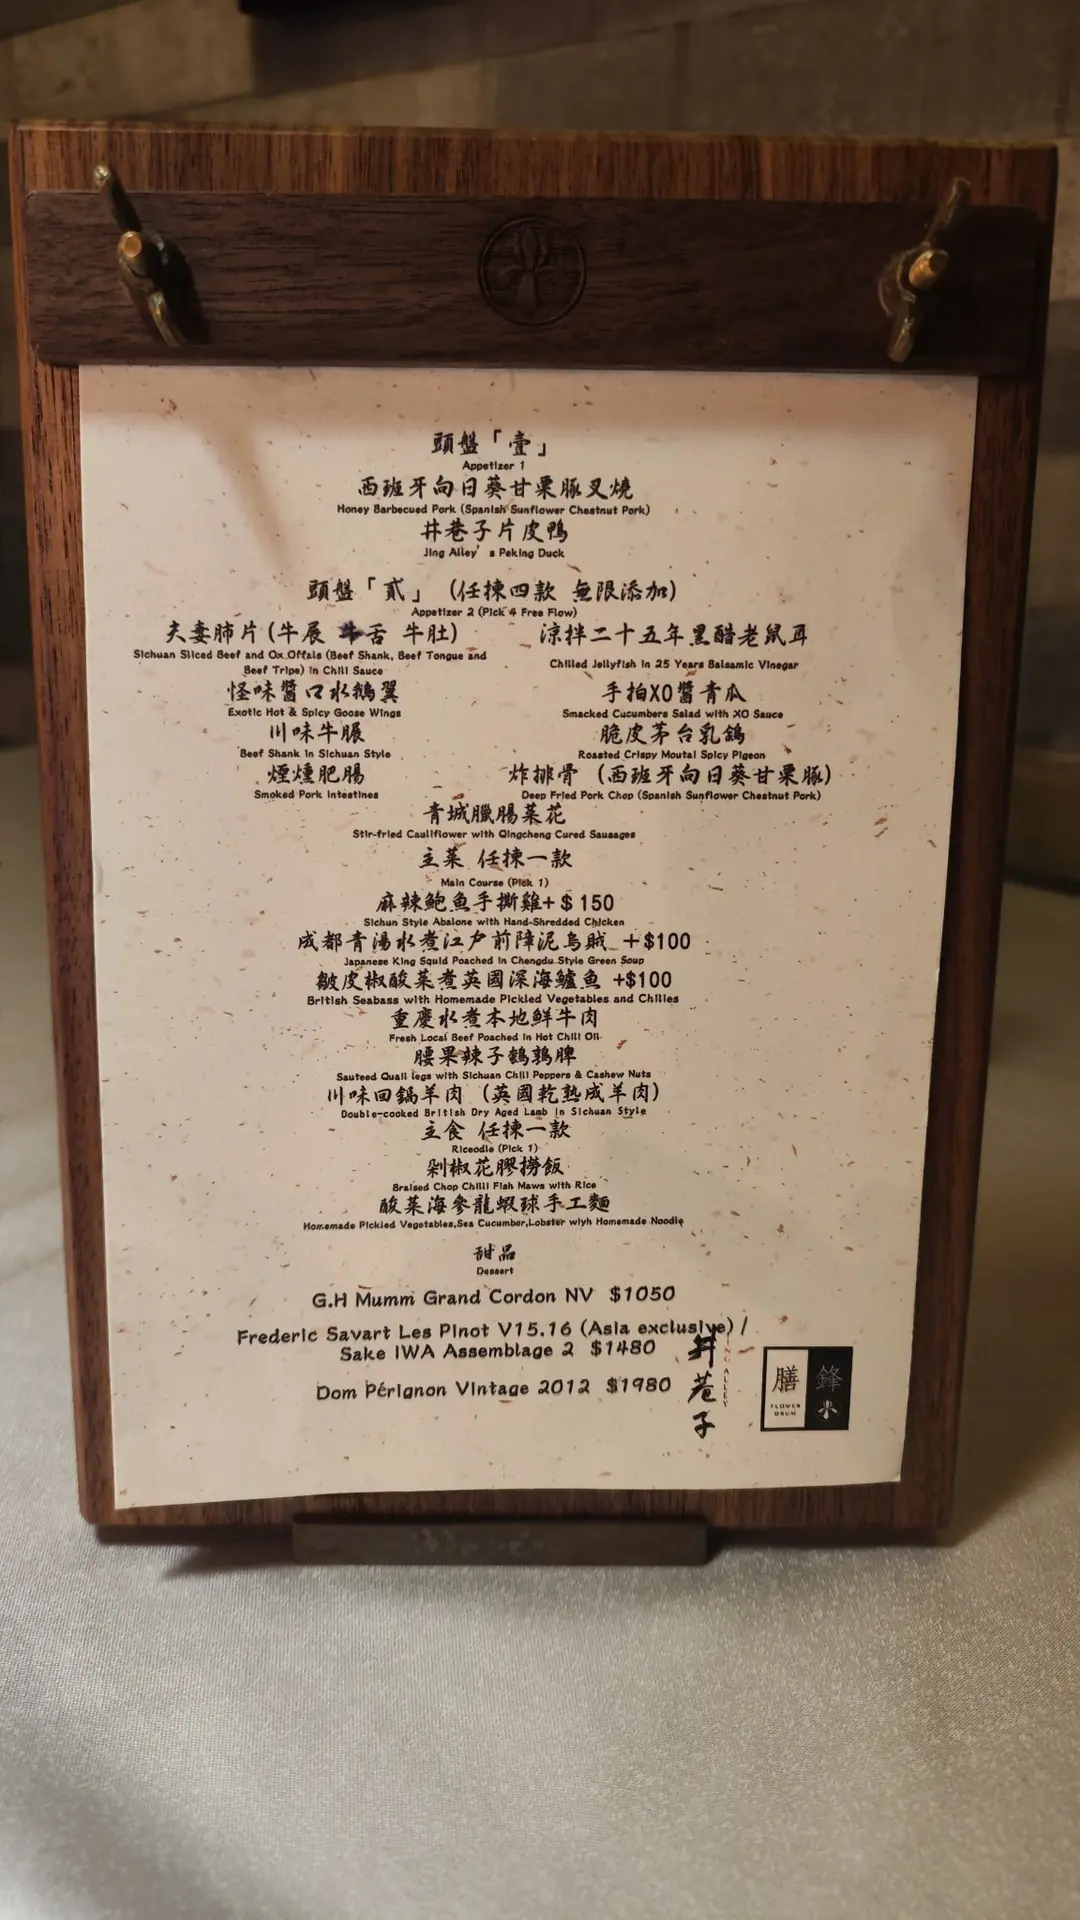 頭盤「壹」
Appetizer 1
西班牙向日葵甘栗豚叉燒
Honey Barbecued Pork (Spanish Sunflower Chestnut Pork)
井巷子片皮鴨
Jing Alley's Peking Duck
頭盤「貳」(任揀四款 無限添加)
Appetizer 2 (Pick 4 Free Flow)
夫妻肺片(牛展 牛舌 牛肚)
Sichuan Sliced Beef and Ox Offals (Beef Shank, Beef Tongue and
Beef Tripe) in Chili Sauce
涼拌二十五年黑醋老鼠耳
Chilled Jellyfish in 25 Years Balsamic Vinegar
怪味醬口水鵝翼
Exotic Hot & Spicy Goose Wings
手拍XO醬青瓜
Smacked Cucumbers Salad with XO Sauce
川味牛𦟌
Beef Shank in Sichuan Style
脆皮茅台乳鴿
Roasted Crispy Moutai Spicy Pigeon
煙燻肥腸
Smoked Pork Intestines
炸排骨 (西班牙向日葵甘栗豚)
Deep Fried Pork Chop (Spanish Sunflower Chestnut Pork)
青城臘腸菜花
Stir-fried Cauliflower with Qingcheng Cured Sausages
主菜 任揀一款
Main Course (Pick 1)
麻辣鮑魚手撕雞+$150
Sichun Style Abalone with Hand-Shredded Chicken
成都青湯水煮江戶前障泥烏賊 +$100
Japanese King Squid Poached in Chengdu Style Green Soup
皺皮椒酸菜煮英國深海鱸魚 +$100
British Seabass with Homemade Pickled Vegetables and Chilies
重慶水煮本地鮮牛肉
Fresh Local Beef Poached in Hot Chili Oil
腰果辣子鵪鶉脾
Sauteed Quail legs with Sichuan Chili Peppers & Cashew Nuts
川味回鍋羊肉 (英國乾熟成羊肉)
Double-cooked British Dry Aged Lamb in Sichuan Style
主食 任揀一款
Riceodle (Pick 1)
剁椒花膠撈飯
Braised Chop Chilli Fish Maws with Rice
酸菜海參龍蝦球手工麵
Homemade Pickled Vegetables,Sea Cucumber,Lobster wiyh Homemade Noodle
甜品
Dessert
G.H Mumm Grand Cordon NV $1050
Frederic Savart Les Pinot V15.16 (Asia exclusive) /
Sake IWA Assemblage 2 $1480
Dom Pérignon Vintage 2012 $1980
井巷子
JING ALLEY
膳鋒
FLOWER
DRUM